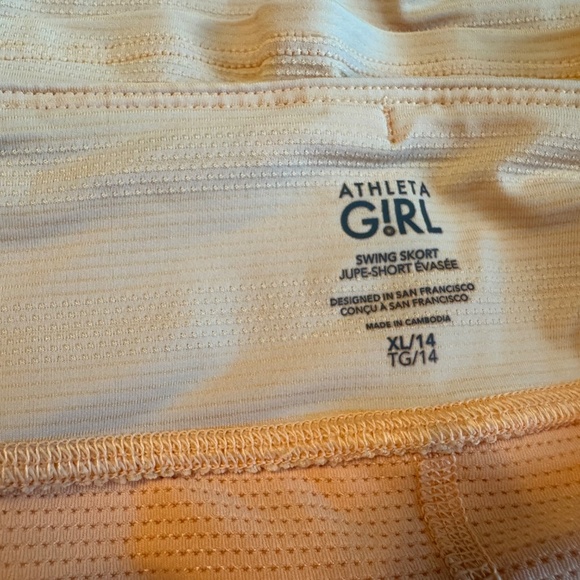 ATHLETA
G!RL
SWING SKORT
JUPE-SHORT ÉVASÉE
DESIGNED IN SAN FRANCISCO
CONÇU À SAN FRANCISCO
MADE IN CAMBODIA
XL/14
TG/14